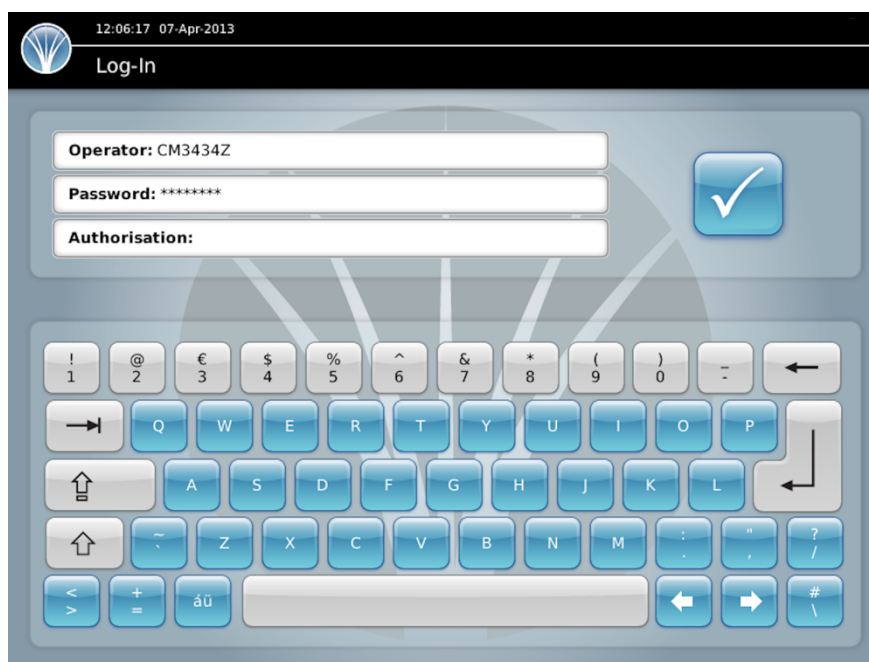 12:06:17 07-Apr-2013
Log-In
Operator: CM3434Z
Password: ********
Authorisation:
! @ € $ % ^ & * ( ) _
1 2 3 4 5 6 7 8 9 0 -
Q W E R T Y U I O P
A S D F G H J K L
~ : " ?
` Z X C V B N M . , /
< + áü #
> = \